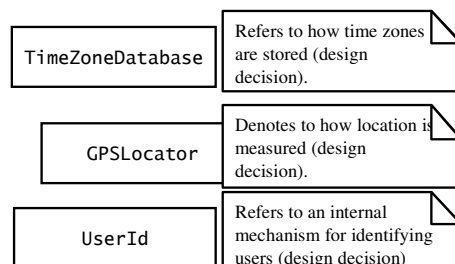 TimeZoneDatabase
Refers to how time zones
are stored (design
decision).
GPSLocator
Denotes to how location is
measured (design
decision).
UserId
Refers to an internal
mechanism for identifying
users (design decision)